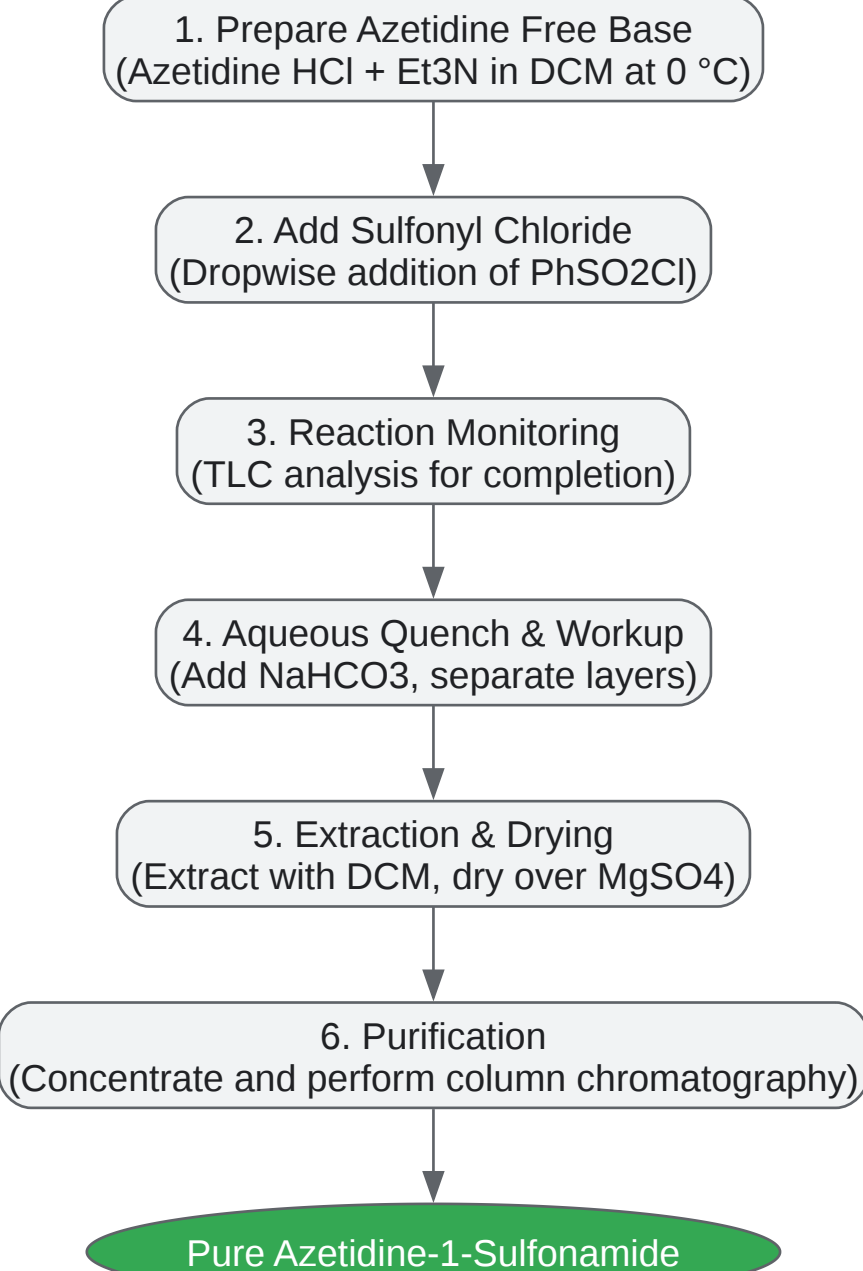 1. Prepare Azetidine Free Base
(Azetidine HCl + Et3N in DCM at 0 °C)
2. Add Sulfonyl Chloride
(Dropwise addition of PhSO2Cl)
3. Reaction Monitoring
(TLC analysis for completion)
4. Aqueous Quench & Workup
(Add NaHCO3, separate layers)
5. Extraction & Drying
(Extract with DCM, dry over MgSO4)
6. Purification
(Concentrate and perform column chromatography)
Pure Azetidine-1-Sulfonamide